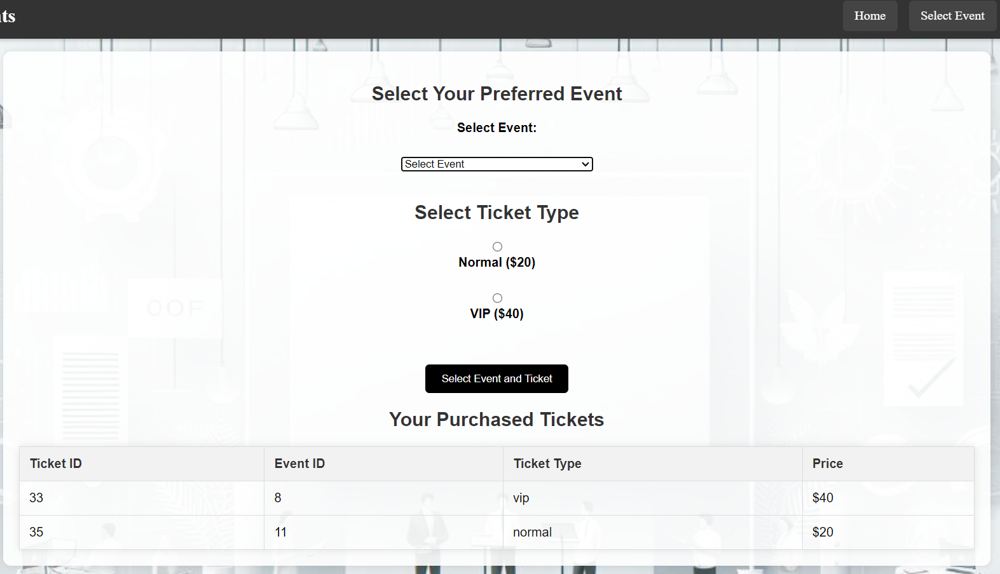 Home Select Event
Select Your Preferred Event
Select Event:
Select Event
Select Ticket Type
Normal ($20)
VIP ($40)
OOF
Select Event and Ticket
Your Purchased Tickets
Ticket ID Event ID Ticket Type Price
33 8 vip $40
35 11 normal $20